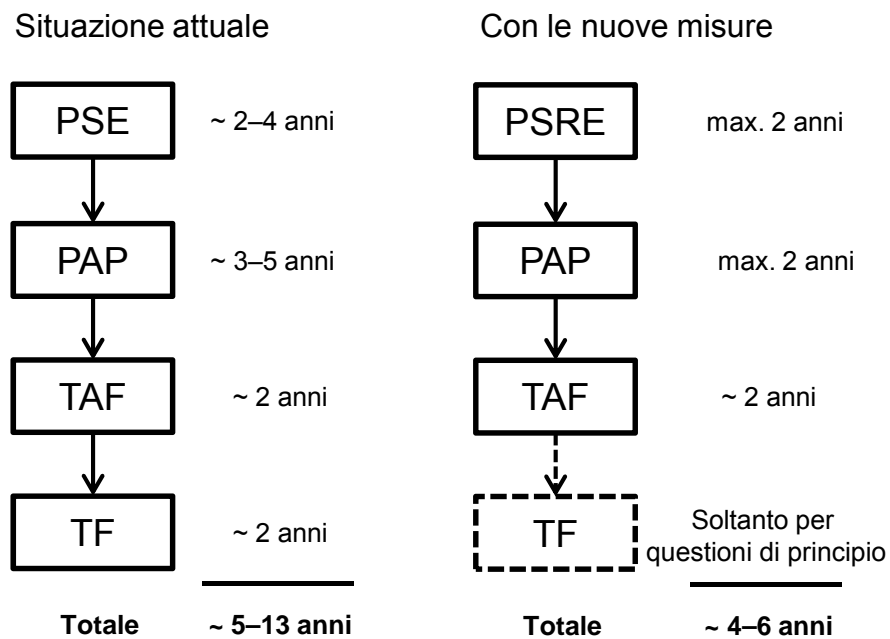 Situazione attuale
PSE
~ 2–4 anni
PAP
~ 3–5 anni
TAF
~ 2 anni
TF
~ 2 anni
Totale
~ 5–13 anni
Con le nuove misure
PSRE
max. 2 anni
PAP
max. 2 anni
TAF
~ 2 anni
TF
Soltanto per
questioni di principio
Totale
~ 4–6 anni